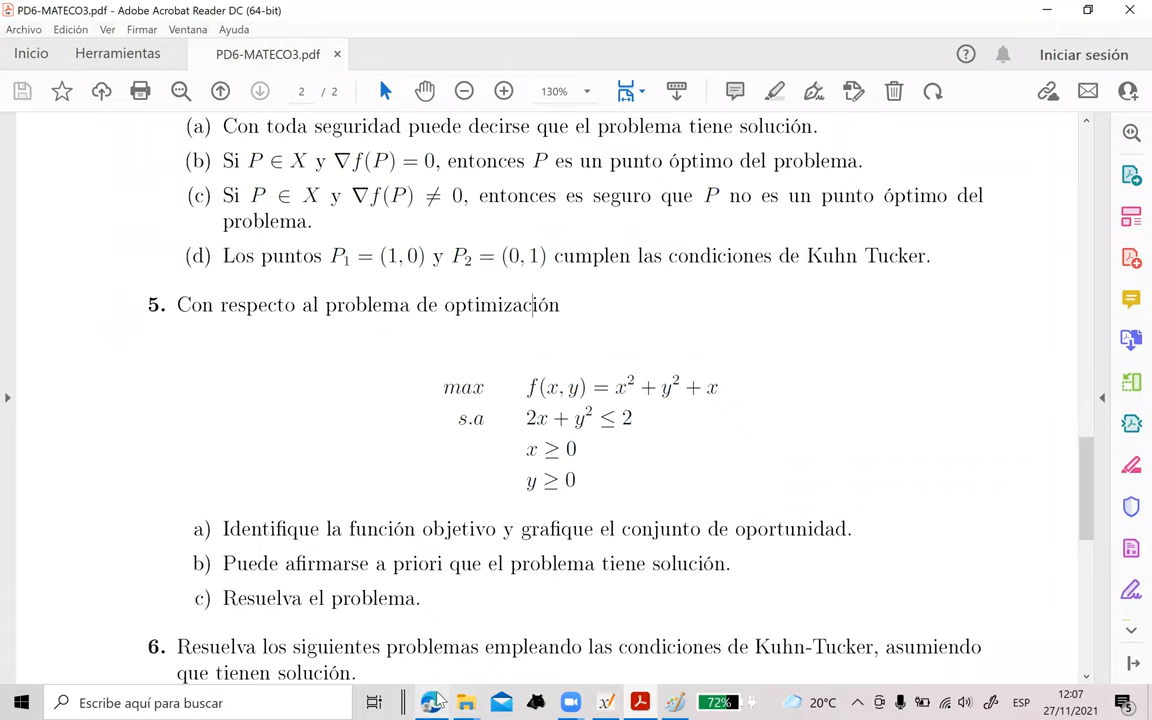 PD6-MATECO3.pdf - Adobe Acrobat Reader DC (64-bit)
Archivo Edición Ver Firmar Ventana Ayuda
Inicio Herramientas PD6-MATECO3.pdf × Iniciar sesión
2 / 2 130%
(a) Con toda seguridad puede decirse que el problema tiene solución.
(b) Si P ∈ X y ∇f(P) = 0, entonces P es un punto óptimo del problema.
(c) Si P ∈ X y ∇f(P) ≠ 0, entonces es seguro que P no es un punto óptimo del
problema.
(d) Los puntos P₁ = (1, 0) y P₂ = (0, 1) cumplen las condiciones de Kuhn Tucker.
5. Con respecto al problema de optimización
max f(x, y) = x² + y² + x
s.a 2x + y² ≤ 2
x ≥ 0
y ≥ 0
a) Identifique la función objetivo y grafique el conjunto de oportunidad.
b) Puede afirmarse a priori que el problema tiene solución.
c) Resuelva el problema.
6. Resuelva los siguientes problemas empleando las condiciones de Kuhn-Tucker, asumiendo
que tienen solución.
Escribe aquí para buscar 72% 20°C ESP 12:07
27/11/2021 5